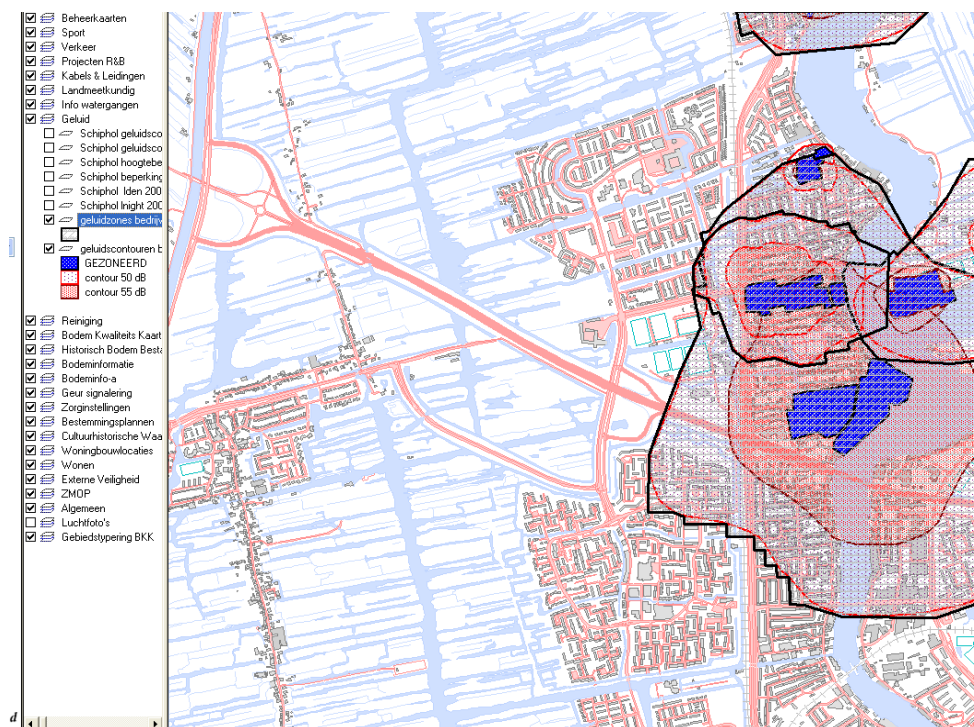 Beheerkaarten
Sport
Verkeer
Projecten R&B
Kabels & Leidingen
Landmeetkundig
Info watergangen
Geluid
Schiphol geluidsco
Schiphol geluidsco
Schiphol hoogtebe
Schiphol beperking
Schiphol lden 200
Schiphol lnight 200
geluidzones bedrijv
geluidscontouren b
GEZONEERD
contour 50 dB
contour 55 dB
Reiniging
Bodem Kwaliteits Kaart
Historisch Bodem Besta
Bodeminformatie
Bodeminfo-a
Geur signalering
Zorginstellingen
Bestemmingsplannen
Cultuurhistorische Waa
Woningbouwlocaties
Wonen
Externe Veiligheid
ZMOP
Algemeen
Luchtfoto's
Gebiedstypering BKK
d